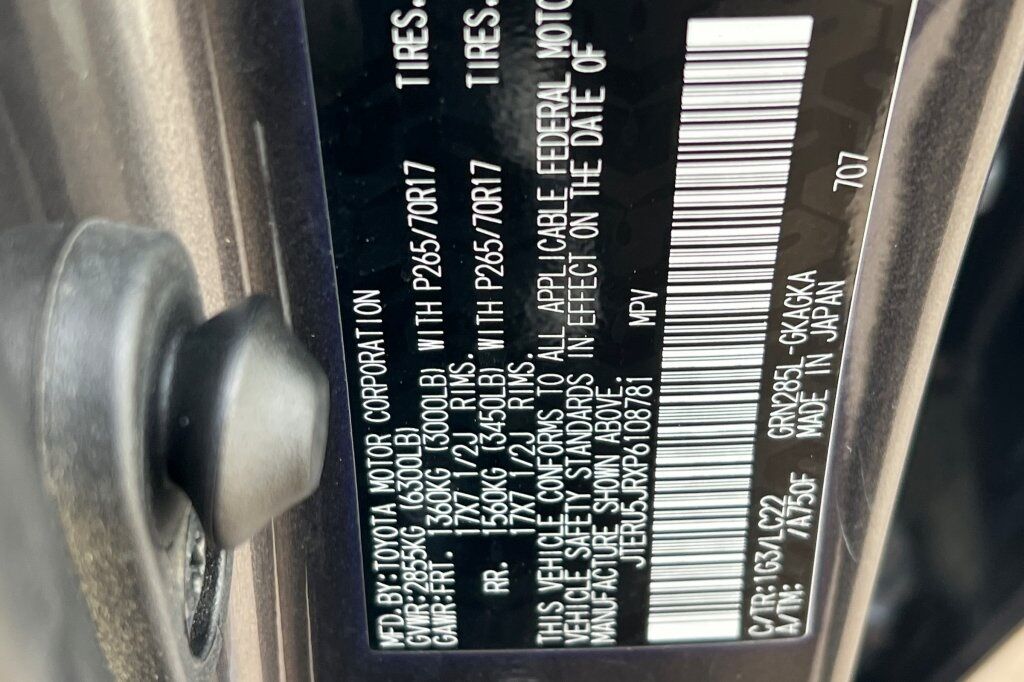 MFD.BY:TOYOTA MOTOR CORPORATION
GVWR:2855KG (6300LB)
GAWR:FRT. 1360KG (3000LB) WITH P265/70R17 TIRES.
17X7 1/2J RIMS.
RR. 1560KG (3450LB) WITH P265/70R17 TIRES.
17X7 1/2J RIMS.
THIS VEHICLE CONFORMS TO ALL APPLICABLE FEDERAL MOTO
VEHICLE SAFETY STANDARDS IN EFFECT ON THE DATE OF
MANUFACTURE SHOWN ABOVE.
JTERU5JRXP6108781 MPV
C/TR:1G3/LC22 GRN285L-GKAGKA
A/TM: /A750F MADE IN JAPAN
707